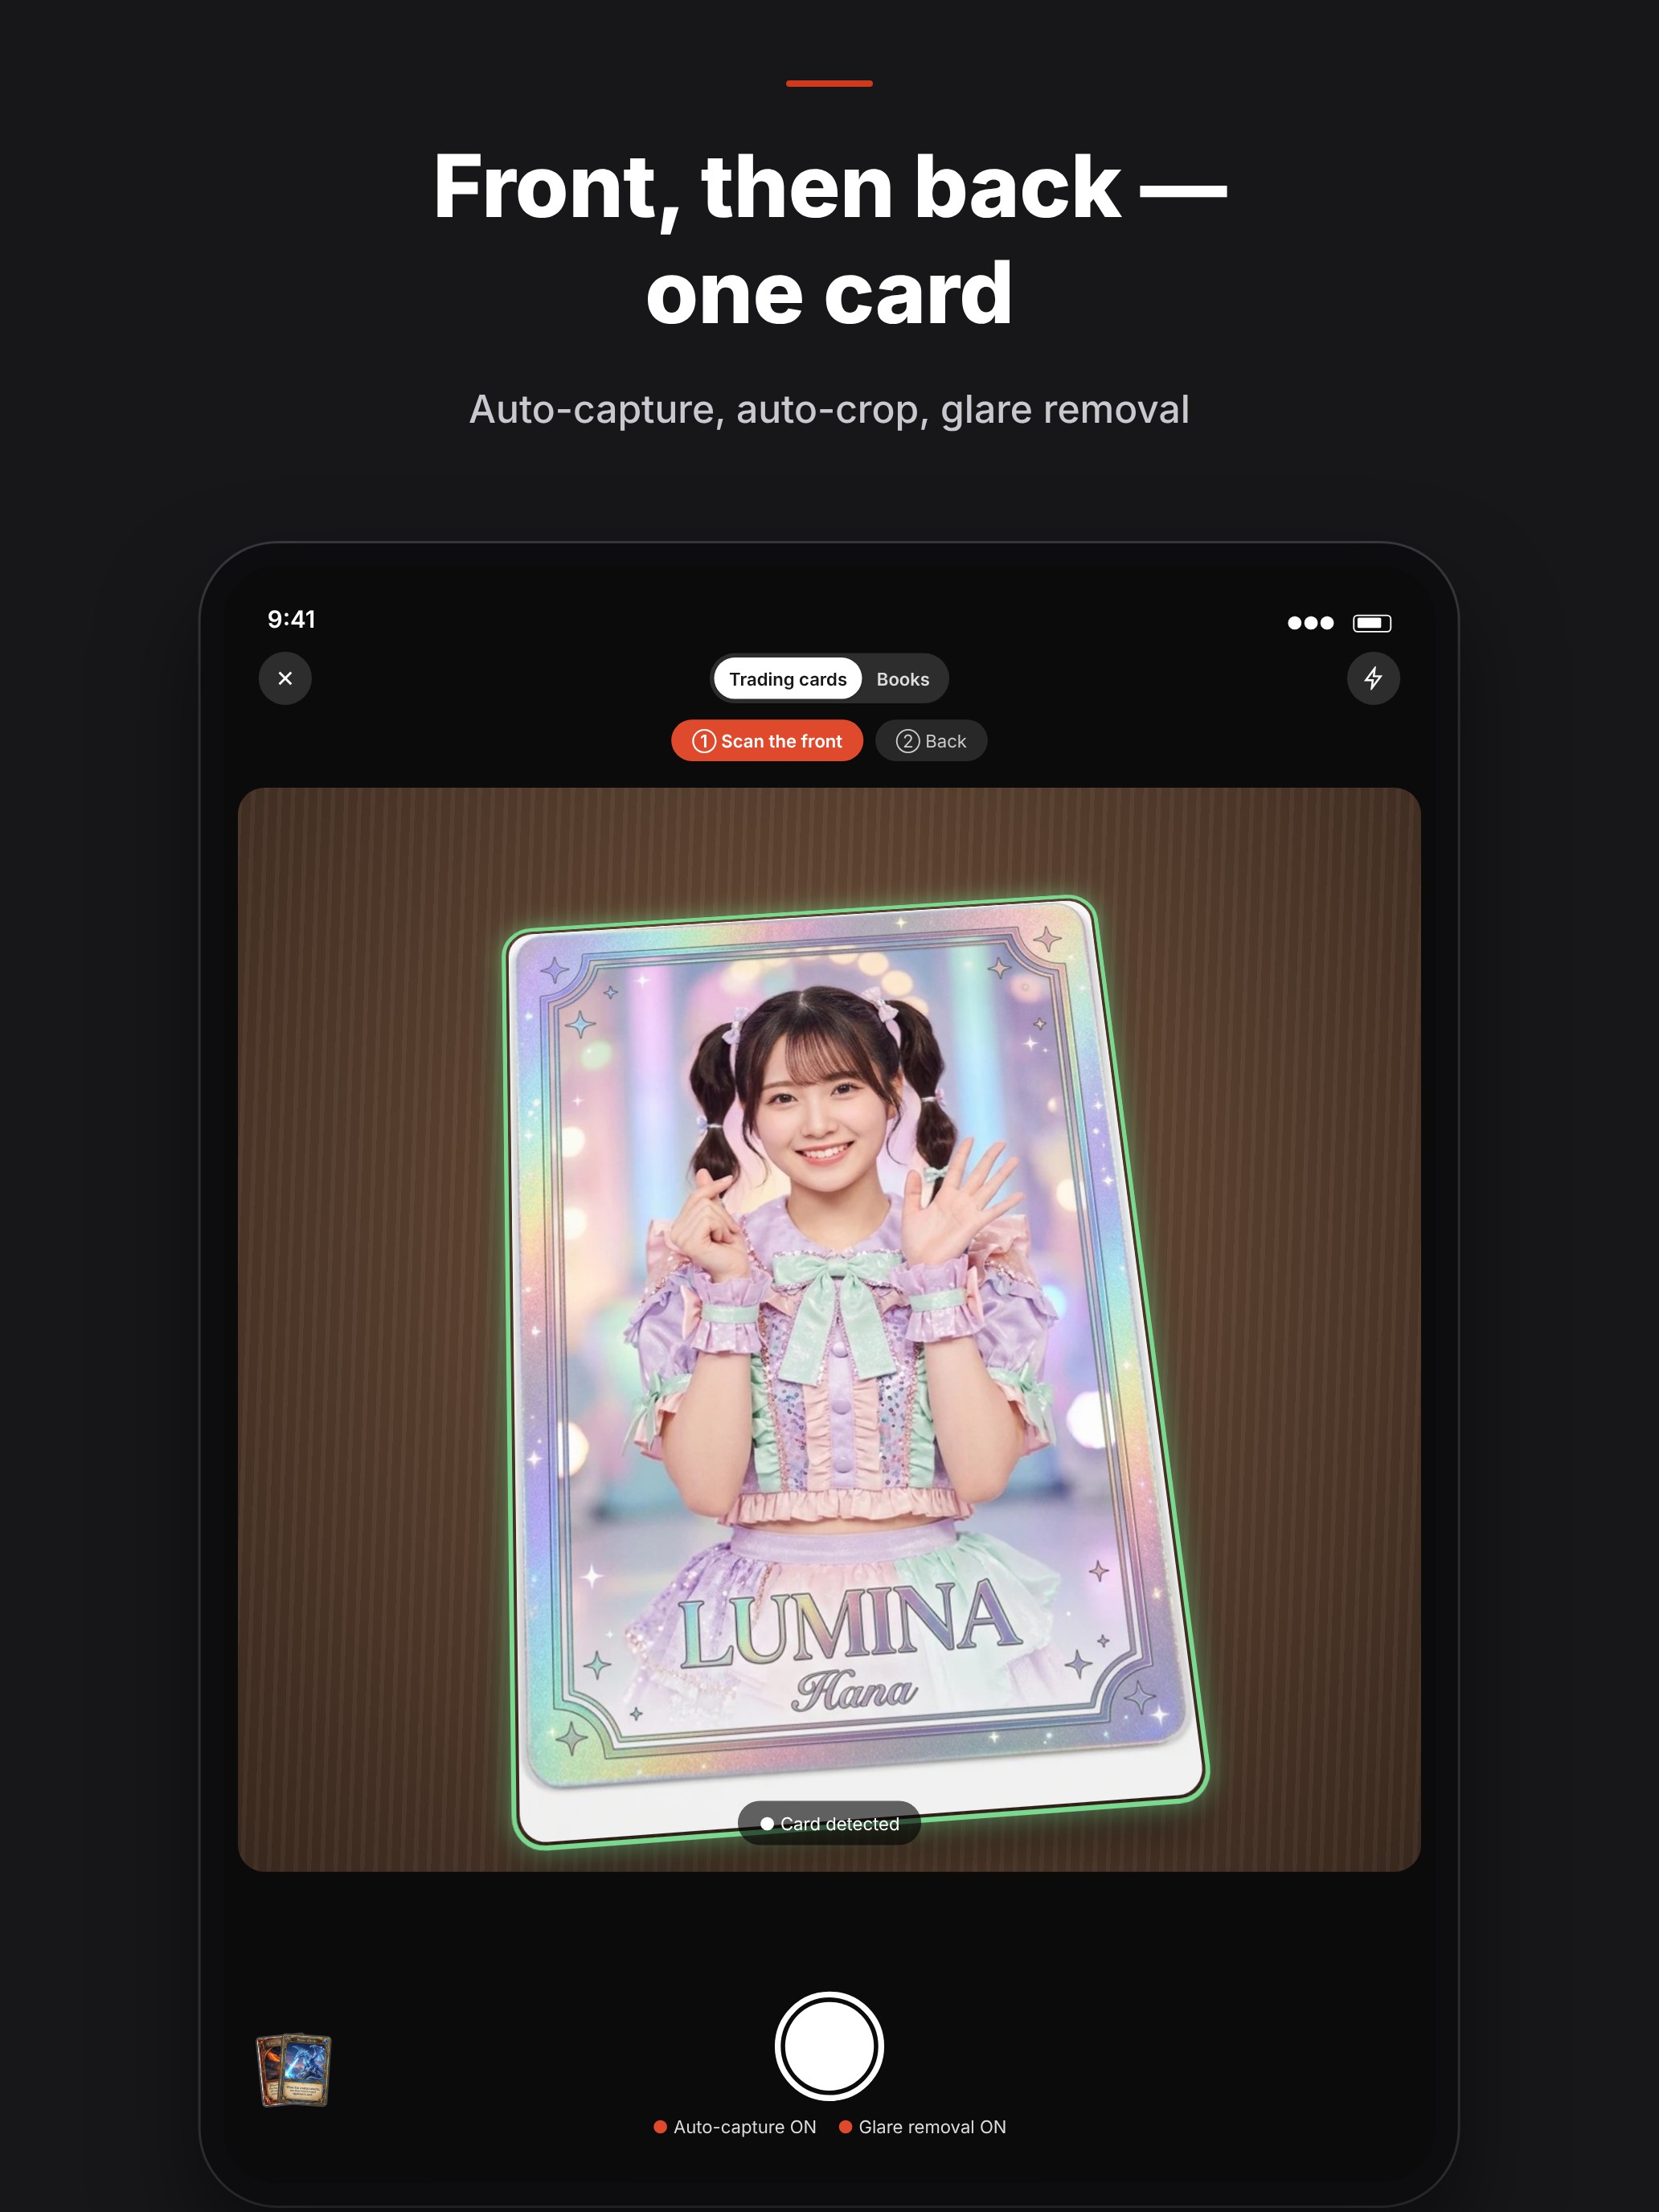 Front, then back —
one card
Auto-capture, auto-crop, glare removal
9:41
Trading cards Books
① Scan the front ② Back
LUMINA
Hana
Card detected
Auto-capture ON Glare removal ON